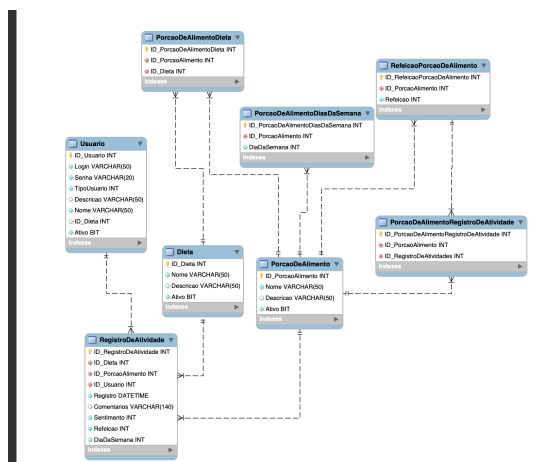 PorcaoDeAlimentoDieta
ID_PorcaoDeAlimentoDieta INT
ID_PorcaoAlimento INT
ID_Dieta INT
Indexes
RefeicaoPorcaoDeAlimento
ID_RefeicaoPorcaoDeAlimento INT
ID_PorcaoAlimento INT
Refeicao INT
Indexes
PorcaoDeAlimentoDiasDaSemana
ID_PorcaoDeAlimentoDiasDaSemana INT
ID_PorcaoAlimento INT
DiaDaSemana INT
Indexes
Usuario
ID_Usuario INT
Login VARCHAR(50)
Senha VARCHAR(20)
TipoUsuario INT
Descricao VARCHAR(50)
Nome VARCHAR(50)
ID_Dieta INT
Ativo BIT
Indexes
PorcaoDeAlimentoRegistroDeAtividade
ID_PorcaoDeAlimentoRegistroDeAtividade INT
ID_PorcaoAlimento INT
ID_RegistroDeAtividades INT
Indexes
Dieta
ID_Dieta INT
Nome VARCHAR(50)
Descricao VARCHAR(50)
Ativo BIT
Indexes
PorcaoDeAlimento
ID_PorcaoAlimento INT
Nome VARCHAR(50)
Descricao VARCHAR(50)
Ativo BIT
Indexes
RegistroDeAtividade
ID_RegistroDeAtividade INT
ID_Dieta INT
ID_PorcaoAlimento INT
ID_Usuario INT
Registro DATETIME
Comentarios VARCHAR(140)
Sentimento INT
Refeicao INT
DiaDaSemana INT
Indexes